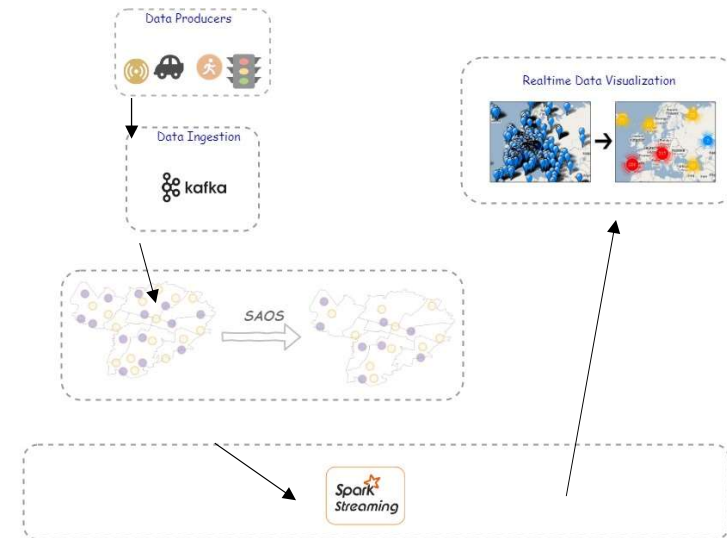 Data Producers
Data Ingestion
kafka
SAOS
Spark
Streaming
Realtime Data Visualization